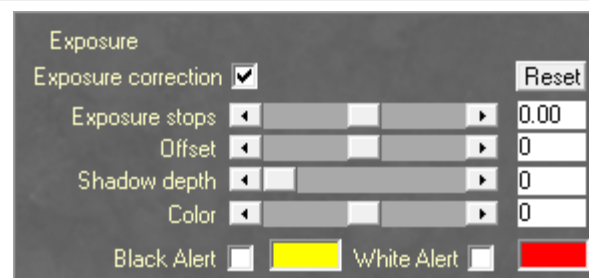 Exposure
Exposure correction Reset
Exposure stops 0.00
Offset 0
Shadow depth 0
Color 0
Black Alert White Alert